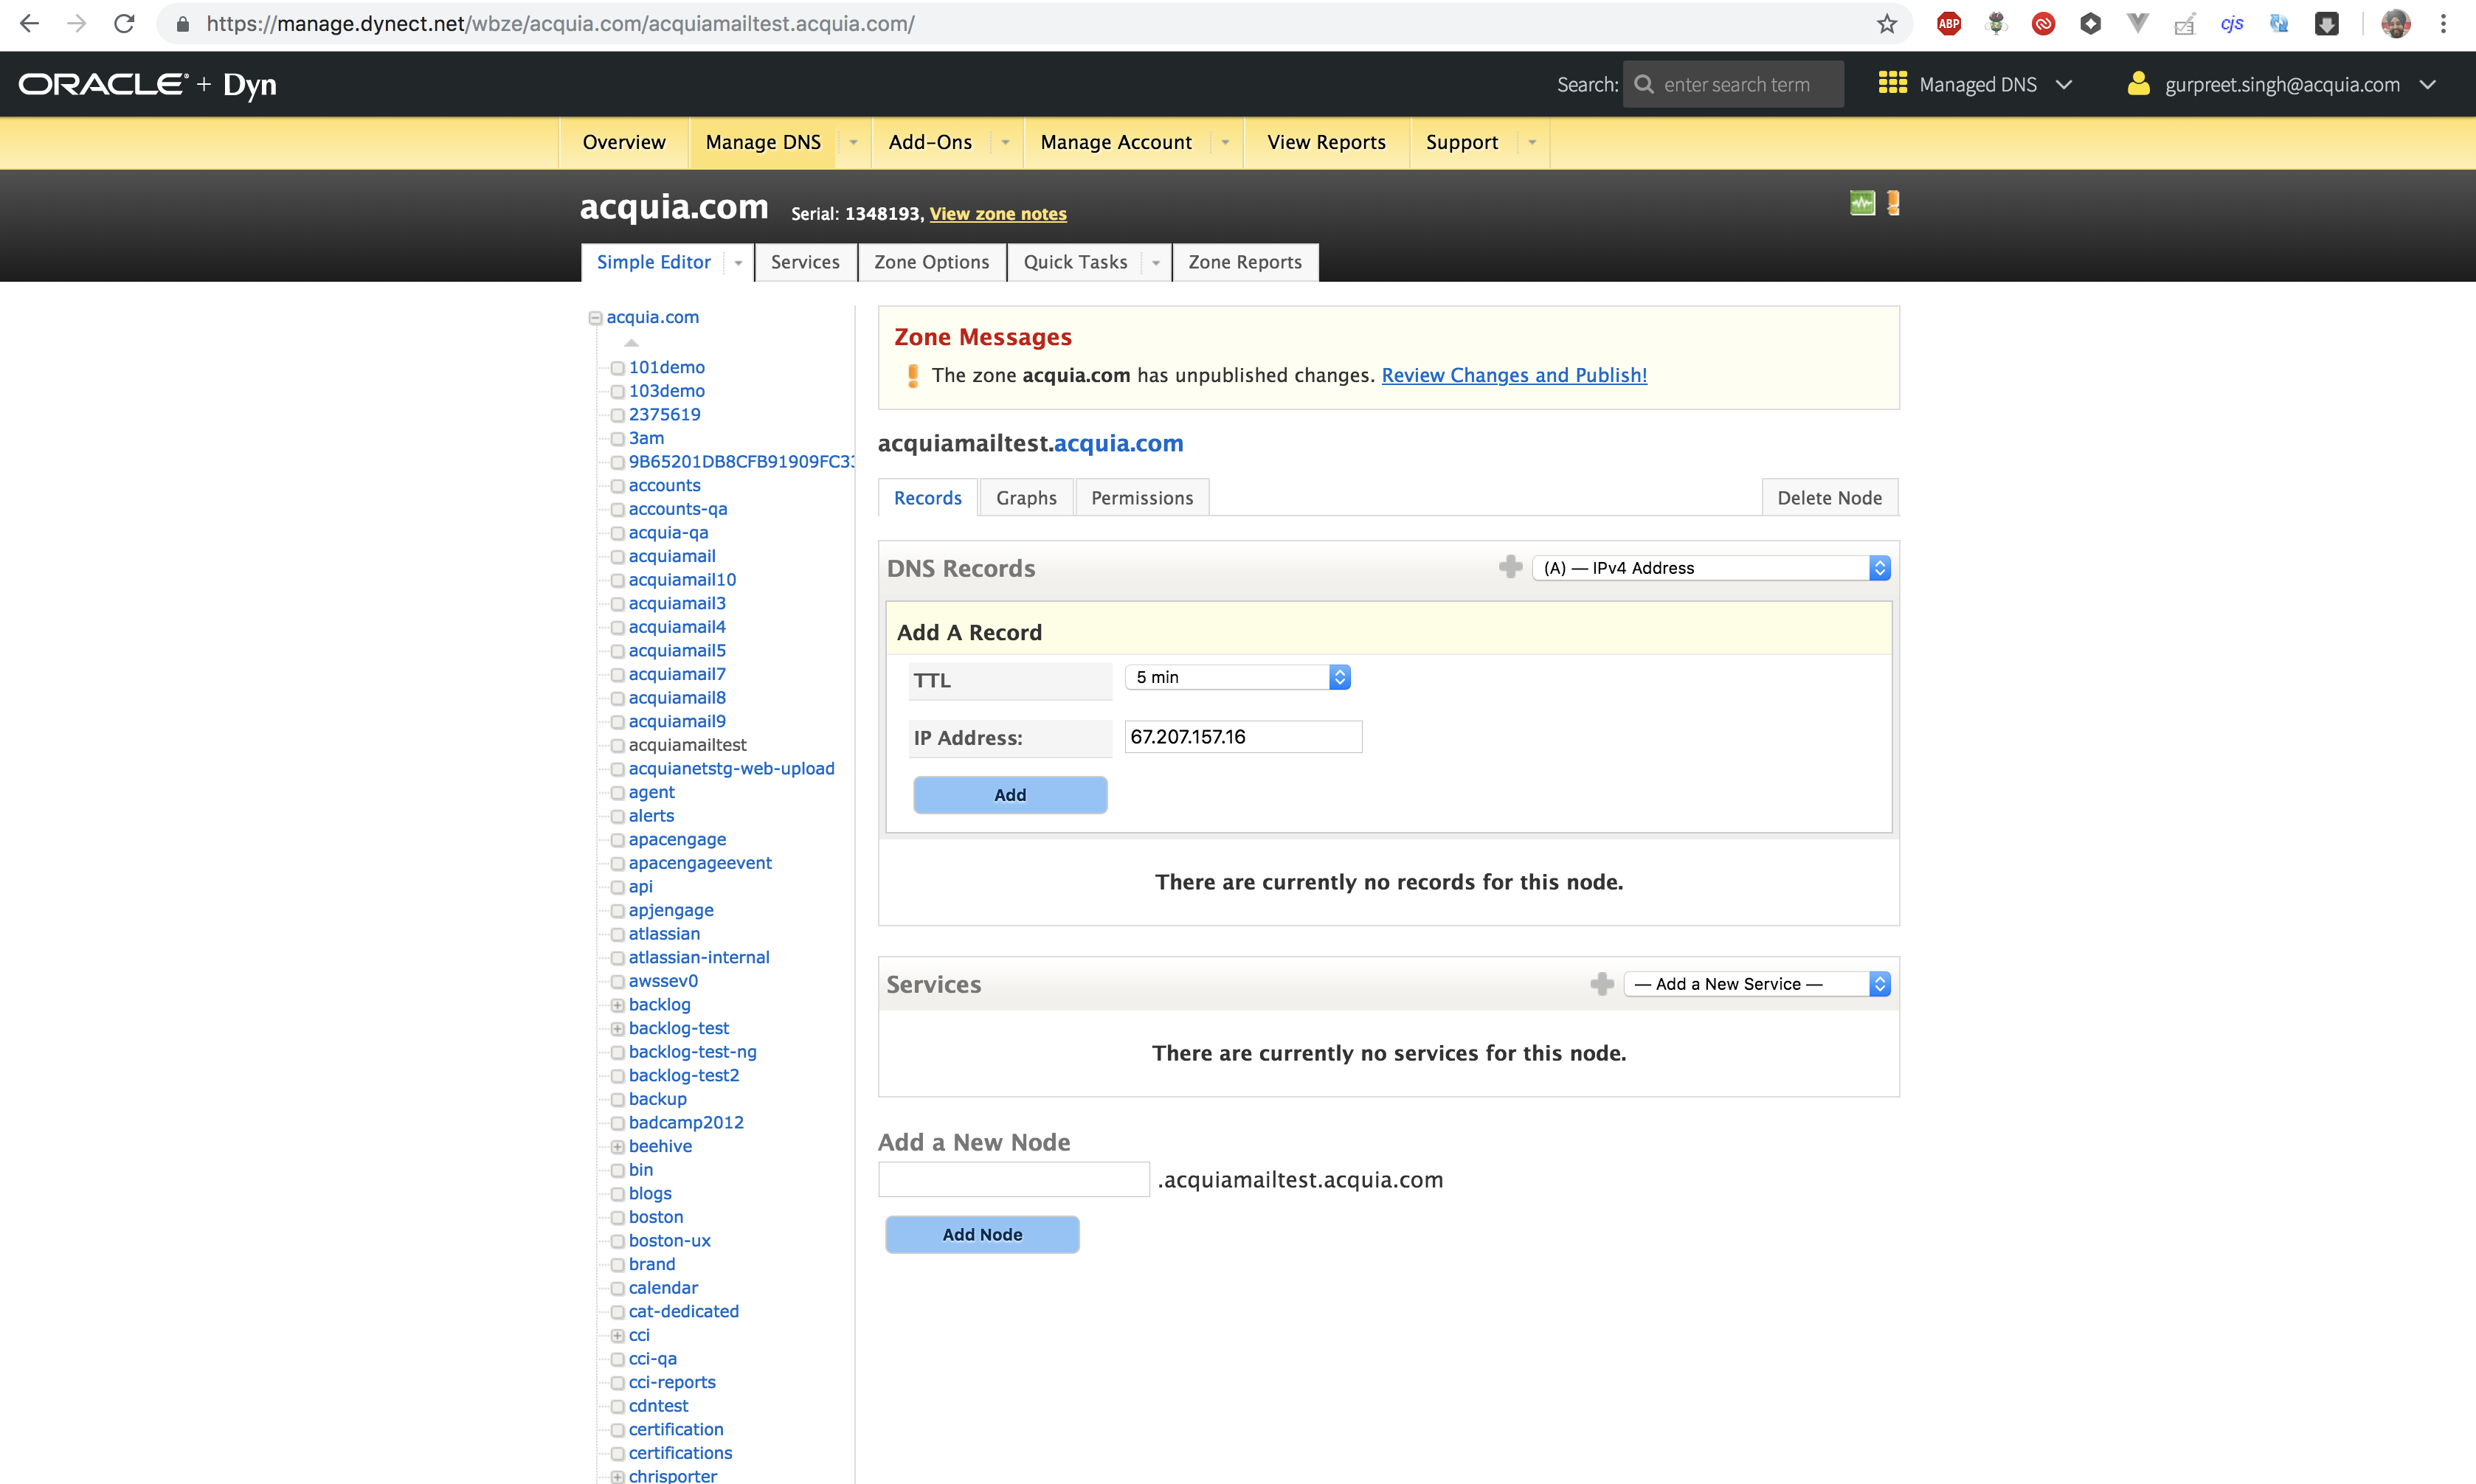 https://manage.dynect.net/wbze/acquia.com/acquiamailtest.acquia.com/
ABP
cjs
ORACLE + Dyn
Search: enter search term
Managed DNS
gurpreet.singh@acquia.com
Overview
Manage DNS
Add-Ons
Manage Account
View Reports
Support
acquia.com Serial: 1348193, View zone notes
Simple Editor
Services
Zone Options
Quick Tasks
Zone Reports
acquia.com
101demo
103demo
2375619
3am
9B65201DB8CFB91909FC33
accounts
accounts-qa
acquia-qa
acquiamail
acquiamail10
acquiamail3
acquiamail4
acquiamail5
acquiamail7
acquiamail8
acquiamail9
acquiamailtest
acquianetstg-web-upload
agent
alerts
apacengage
apacengageevent
api
apjengage
atlassian
atlassian-internal
awssev0
backlog
backlog-test
backlog-test-ng
backlog-test2
backup
badcamp2012
beehive
bin
blogs
boston
boston-ux
brand
calendar
cat-dedicated
cci
cci-qa
cci-reports
cdntest
certification
certifications
chrisporter
Zone Messages
The zone acquia.com has unpublished changes. Review Changes and Publish!
acquiamailtest.acquia.com
Records
Graphs
Permissions
Delete Node
DNS Records
(A) — IPv4 Address
Add A Record
TTL
5 min
IP Address:
67.207.157.16
Add
There are currently no records for this node.
Services
— Add a New Service —
There are currently no services for this node.
Add a New Node
.acquiamailtest.acquia.com
Add Node